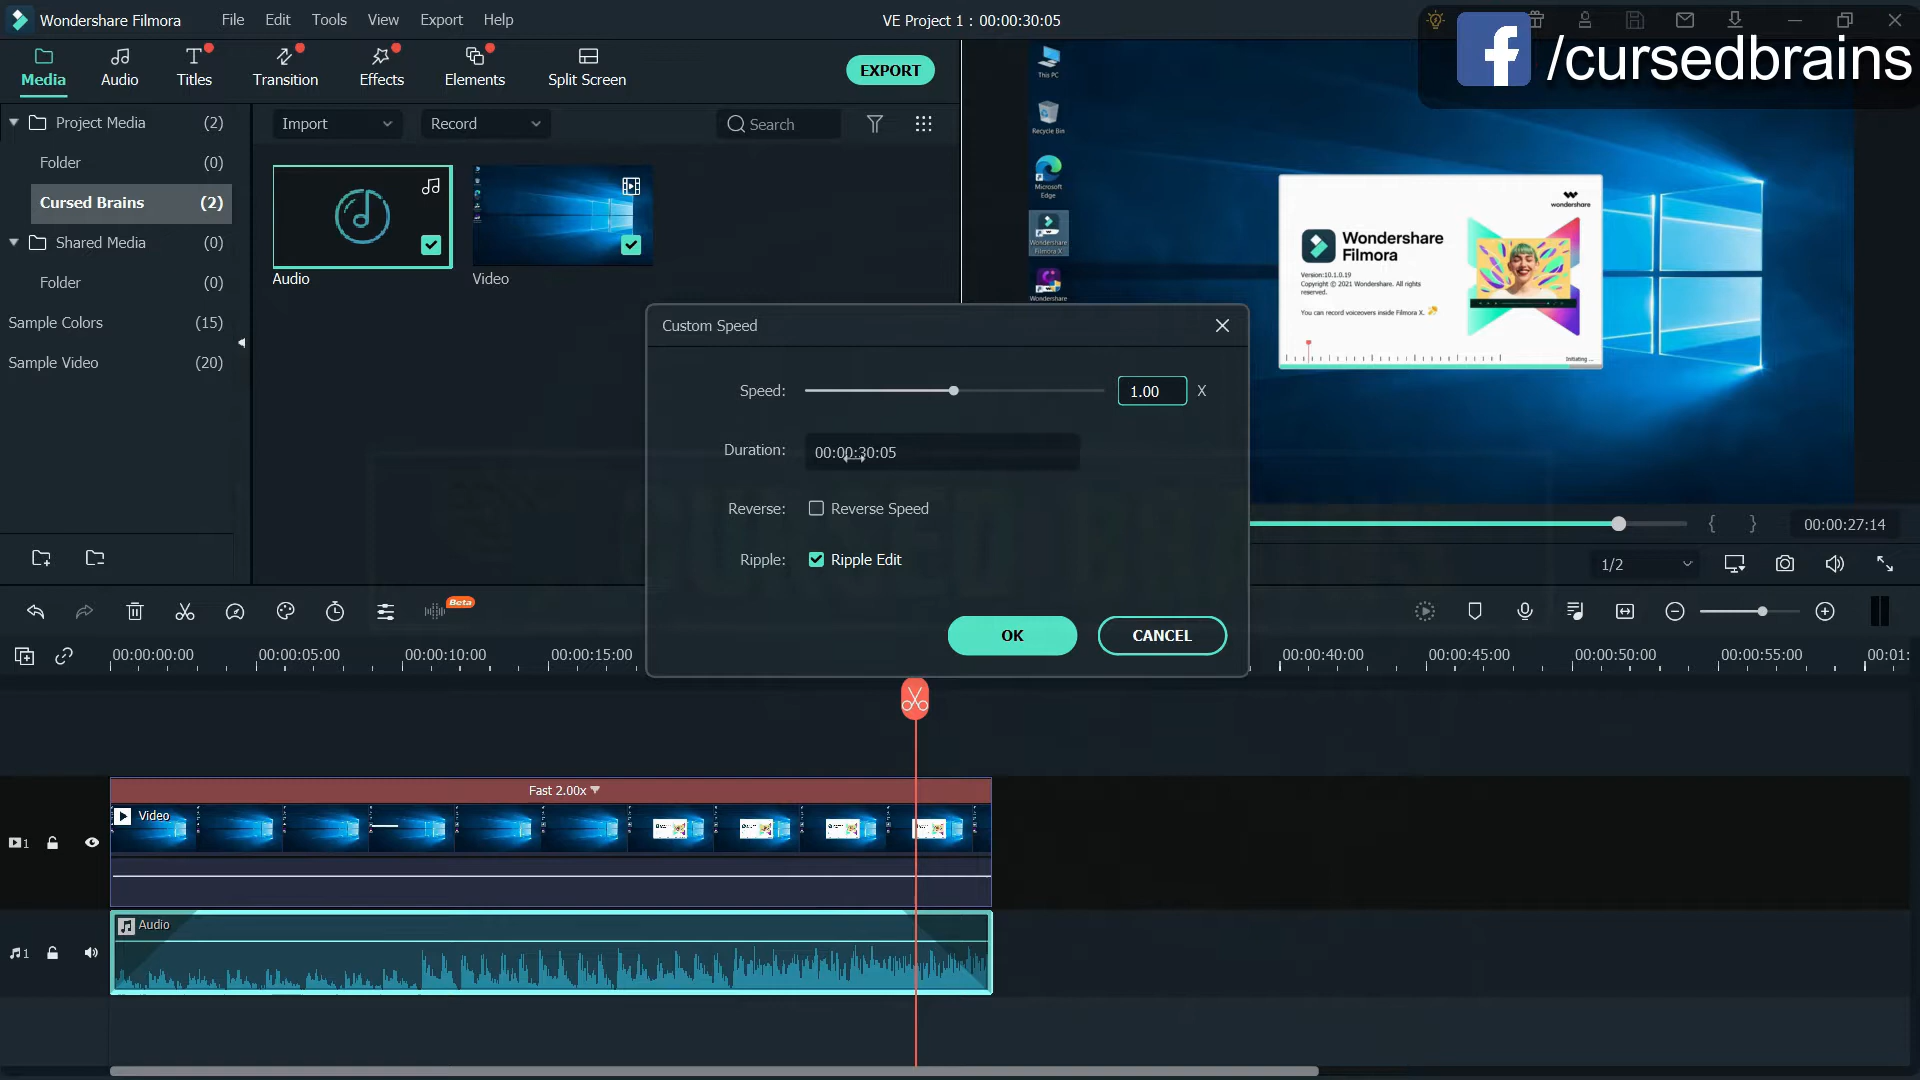 Wondershare Filmora
File Edit Tools View Export Help
VE Project 1 : 00:00:30:05
/cursedbrains
Media Audio Titles Transition Effects Elements Split Screen
EXPORT
Project Media (2)
Folder (0)
Cursed Brains (2)
Shared Media (0)
Folder (0)
Sample Colors (15)
Sample Video (20)
Import Record Search
Audio
Video
This PC
Recycle Bin
Microsoft
Edge
Wondershare
Filmora X
Wondershare
wondershare
Wondershare
Filmora
Version:10.1.0.19
Copyright © 2021 Wondershare. All rights
reserved.
You can record voiceovers inside Filmora X.
Initiating ...
Custom Speed
Speed: 1.00 X
Duration: 00:00:30:05
Reverse: Reverse Speed
Ripple: Ripple Edit
OK CANCEL
00:00:27:14
1/2
Beta
00:00:00:00 00:00:05:00 00:00:10:00 00:00:15:00 00:00:40:00 00:00:45:00 00:00:50:00 00:00:55:00 00:01:
Fast 2.00x
Video
1
Audio
1